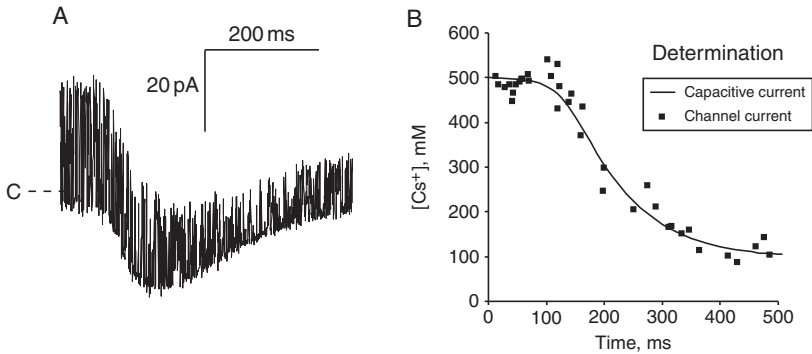 A
200 ms
20 pA
C
B
600
500
400
300
200
100
0
[Cs+], mM
Determination
Capacitive current
Channel current
0 100 200 300 400 500
Time, ms